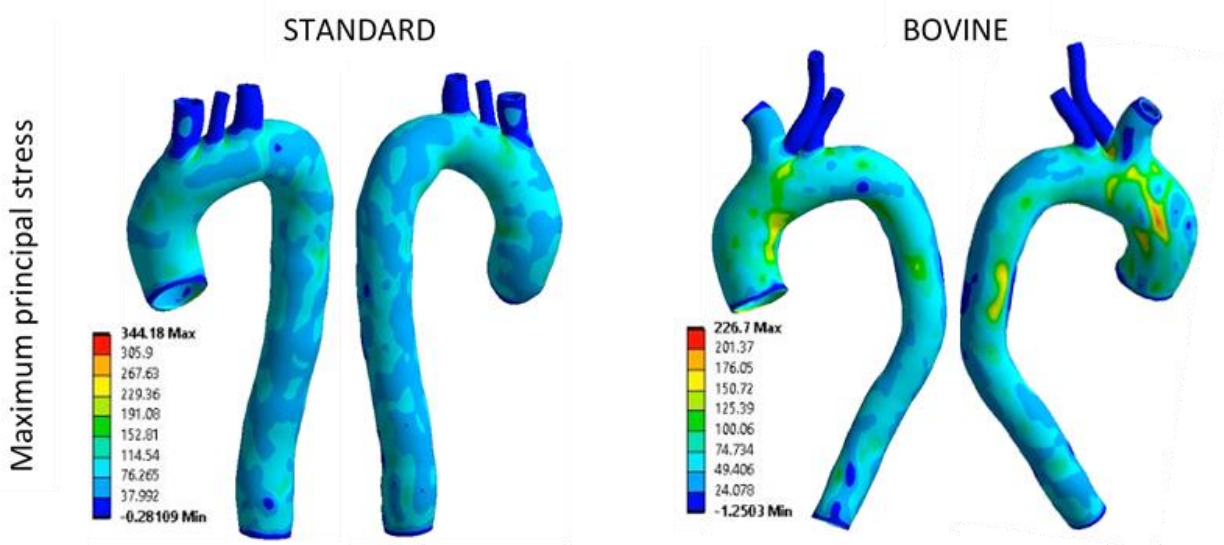 STANDARD
BOVINE
Maximum principal stress
344.18 Max
305.9
267.63
229.36
191.08
152.81
114.54
76.265
37.992
-0.28109 Min
226.7 Max
201.37
176.05
150.72
125.39
100.06
74.734
49.406
24.078
-1.2503 Min